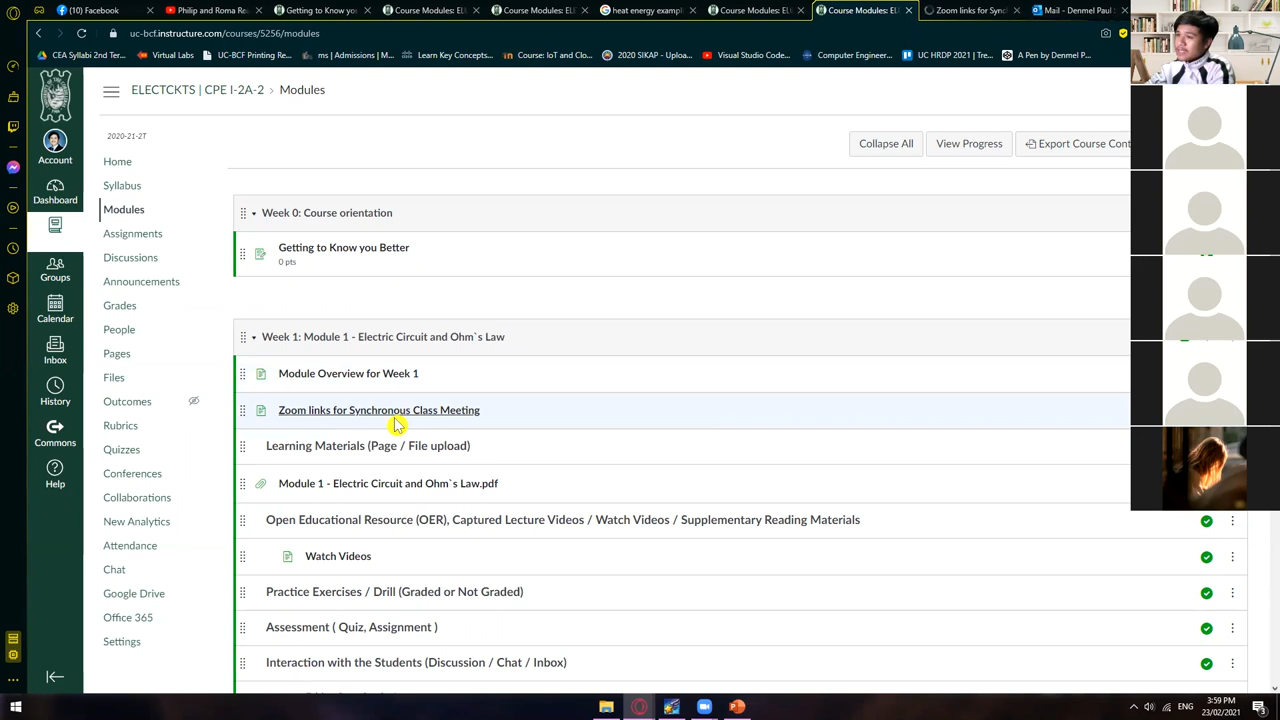 (10) Facebook
Philip and Roma Re
Getting to Know yo
Course Modules: EL
Course Modules: EL
heat energy exampl
Course Modules: EL
Course Modules: EL
Zoom links for Sync
Mail - Denmel Paul
uc-bcf.instructure.com/courses/5256/modules
CEA Syllabi 2nd Ter...
Virtual Labs
UC-BCF Printing Re...
ms | Admissions | M...
Learn Key Concepts...
Course: IoT and Clo...
2020 SIKAP - Uploa...
Visual Studio Code...
Computer Engineer...
UC HRDP 2021 | Tre...
A Pen by Denmel P...
ELECTCKTS | CPE I-2A-2 › Modules
2020-21-2T
Collapse All
View Progress
Export Course Cont
Account
Dashboard
Groups
Calendar
Inbox
History
Commons
Help
Home
Syllabus
Modules
Assignments
Discussions
Announcements
Grades
People
Pages
Files
Outcomes
Rubrics
Quizzes
Conferences
Collaborations
New Analytics
Attendance
Chat
Google Drive
Office 365
Settings
Week 0: Course orientation
Getting to Know you Better
0 pts
Week 1: Module 1 - Electric Circuit and Ohm`s Law
Module Overview for Week 1
Zoom links for Synchronous Class Meeting
Learning Materials (Page / File upload)
Module 1 - Electric Circuit and Ohm`s Law.pdf
Open Educational Resource (OER), Captured Lecture Videos / Watch Videos / Supplementary Reading Materials
Watch Videos
Practice Exercises / Drill (Graded or Not Graded)
Assessment ( Quiz, Assignment )
Interaction with the Students (Discussion / Chat / Inbox)
ENG
3:59 PM
23/02/2021